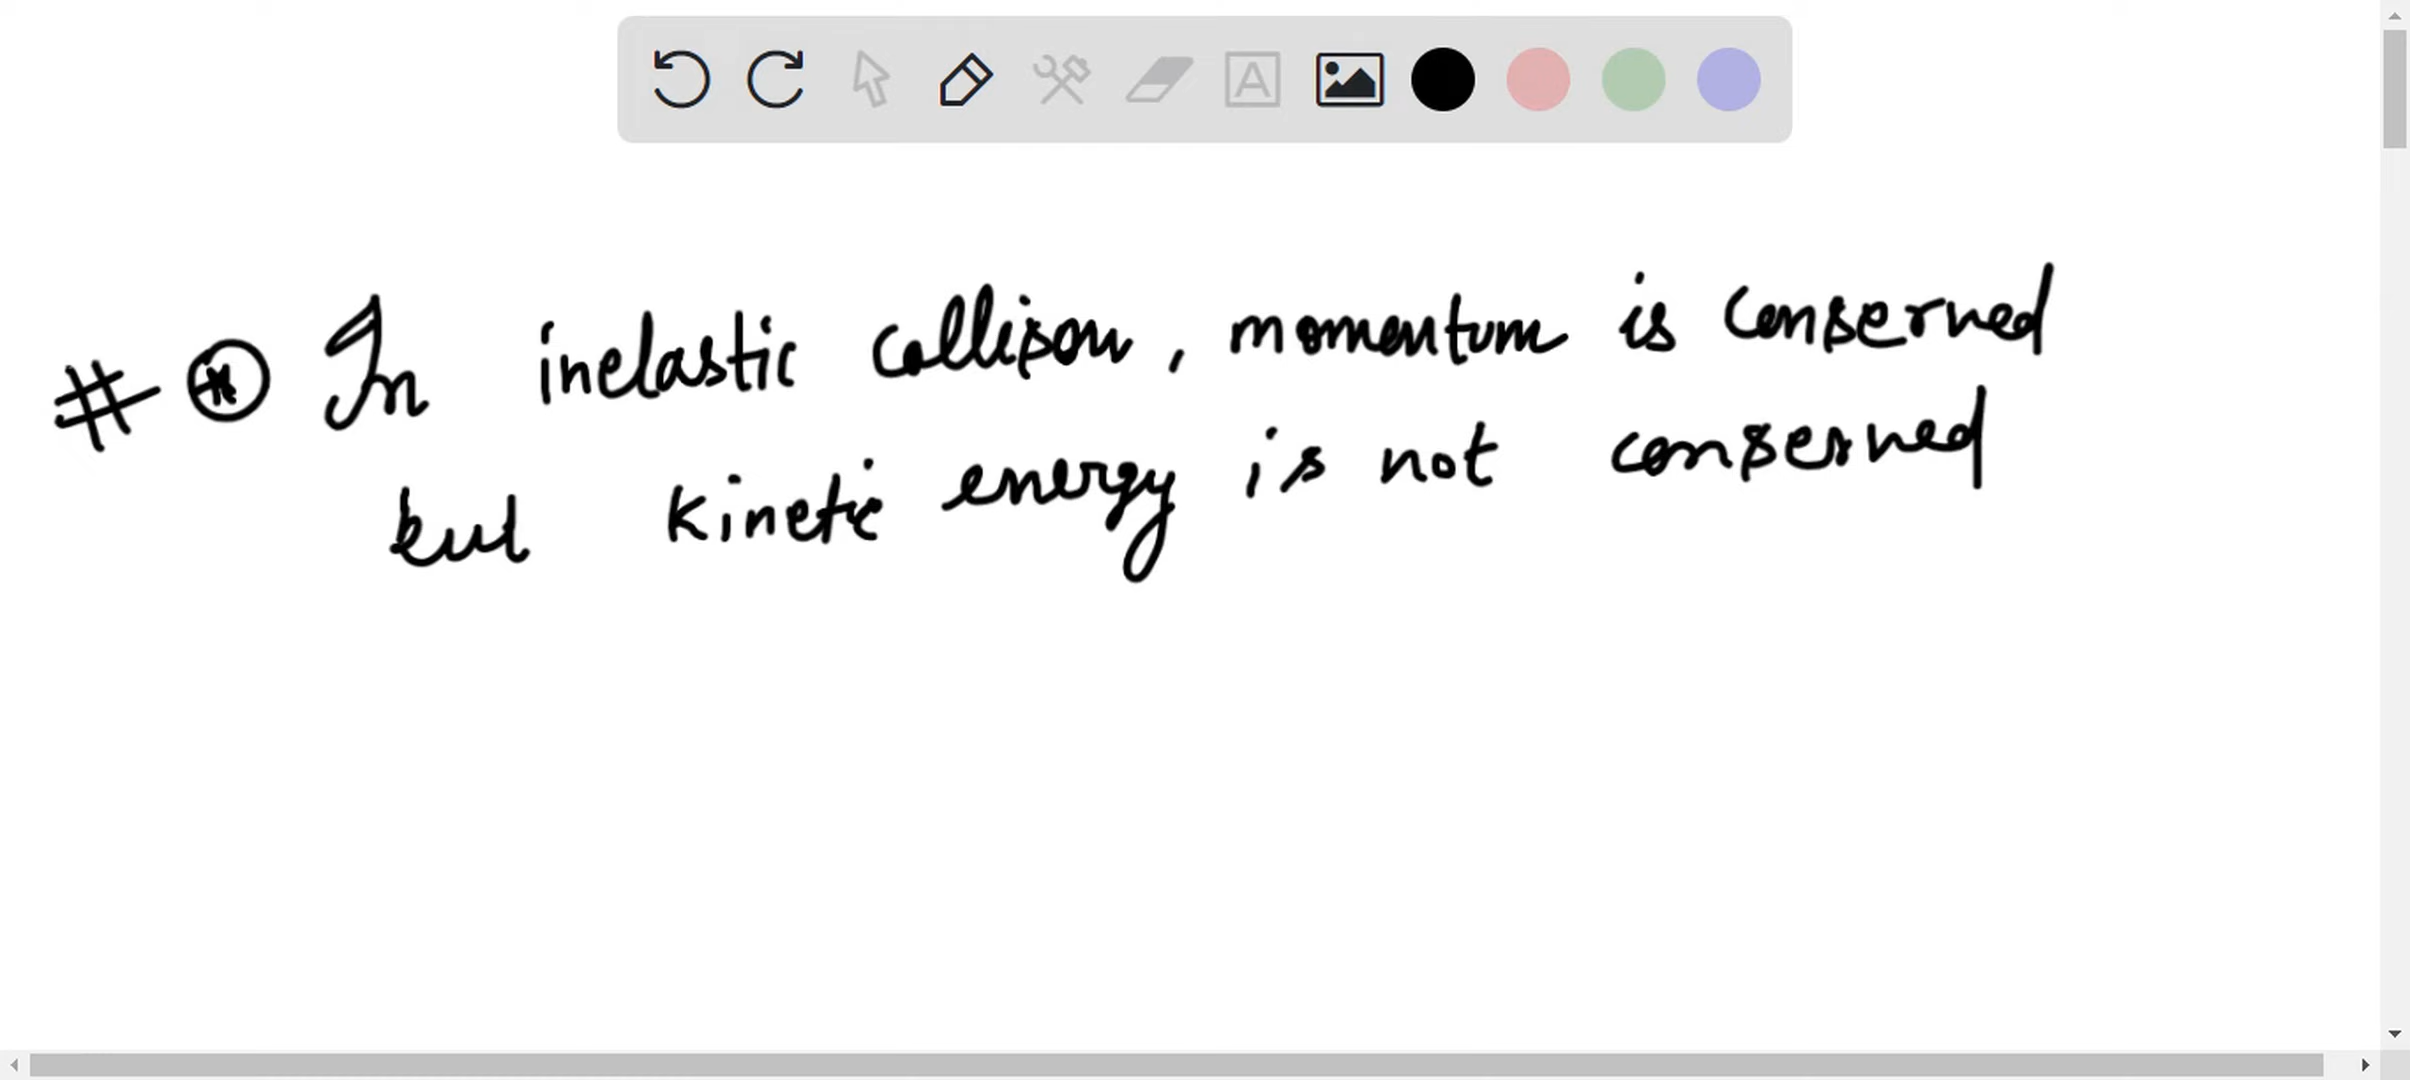 # * In inelastic collison, momentum is conserved
but kinetic energy is not conserved